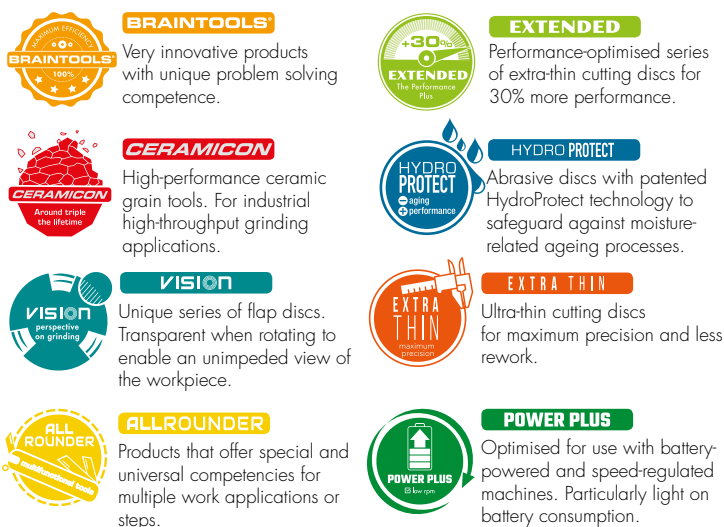 MAXIMUM EFFICIENCY
BRAINTOOLS®
100%
BRAINTOOLS®
Very innovative products
with unique problem solving
competence.
CERAMICON
Around triple
the lifetime
CERAMICON
High-performance ceramic
grain tools. For industrial
high-throughput grinding
applications.
VISION
perspective
on grinding
VISION
Unique series of flap discs.
Transparent when rotating to
enable an unimpeded view of
the workpiece.
ALL
ROUNDER
multifunctional tools
ALLROUNDER
Products that offer special and
universal competencies for
multiple work applications or
steps.
+30%
EXTENDED
The Performance
Plus
EXTENDED
Performance-optimised series
of extra-thin cutting discs for
30% more performance.
HYDRO
PROTECT
aging
performance
HYDRO PROTECT
Abrasive discs with patented
HydroProtect technology to
safeguard against moisture-
related ageing processes.
EXTRA
THIN
maximum
precision
EXTRA THIN
Ultra-thin cutting discs
for maximum precision and less
rework.
POWER PLUS
low rpm
POWER PLUS
Optimised for use with battery-
powered and speed-regulated
machines. Particularly light on
battery consumption.